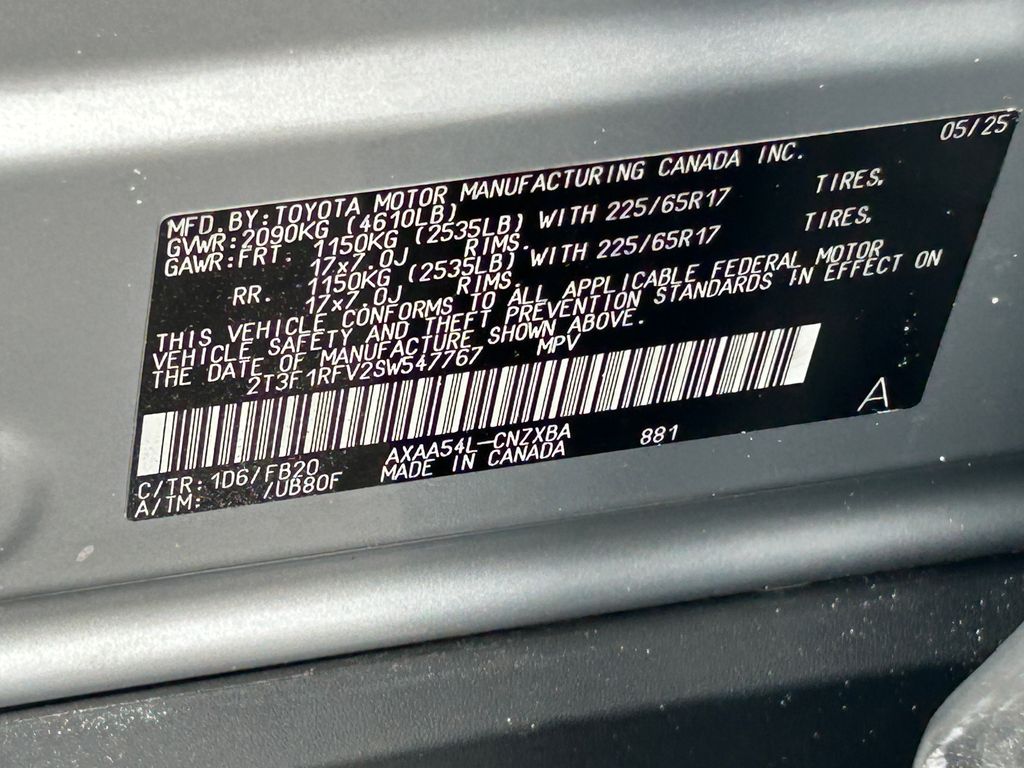 05/25
MFD.BY:TOYOTA MOTOR MANUFACTURING CANADA INC.
GVWR:2090KG (4610LB)
GAWR:FRT. 1150KG (2535LB) WITH 225/65R17 TIRES,
17x7.0J RIMS.
RR. 1150KG (2535LB) WITH 225/65R17 TIRES,
17x7.0J RIMS.
THIS VEHICLE CONFORMS TO ALL APPLICABLE FEDERAL MOTOR
VEHICLE SAFETY AND THEFT PREVENTION STANDARDS IN EFFECT ON
THE DATE OF MANUFACTURE SHOWN ABOVE.
2T3F1RFV2SW547767 MPV
A
C/TR: 1D6/FB20 AXAA54L-CNZXBA 881
A/TM: /UB80F MADE IN CANADA